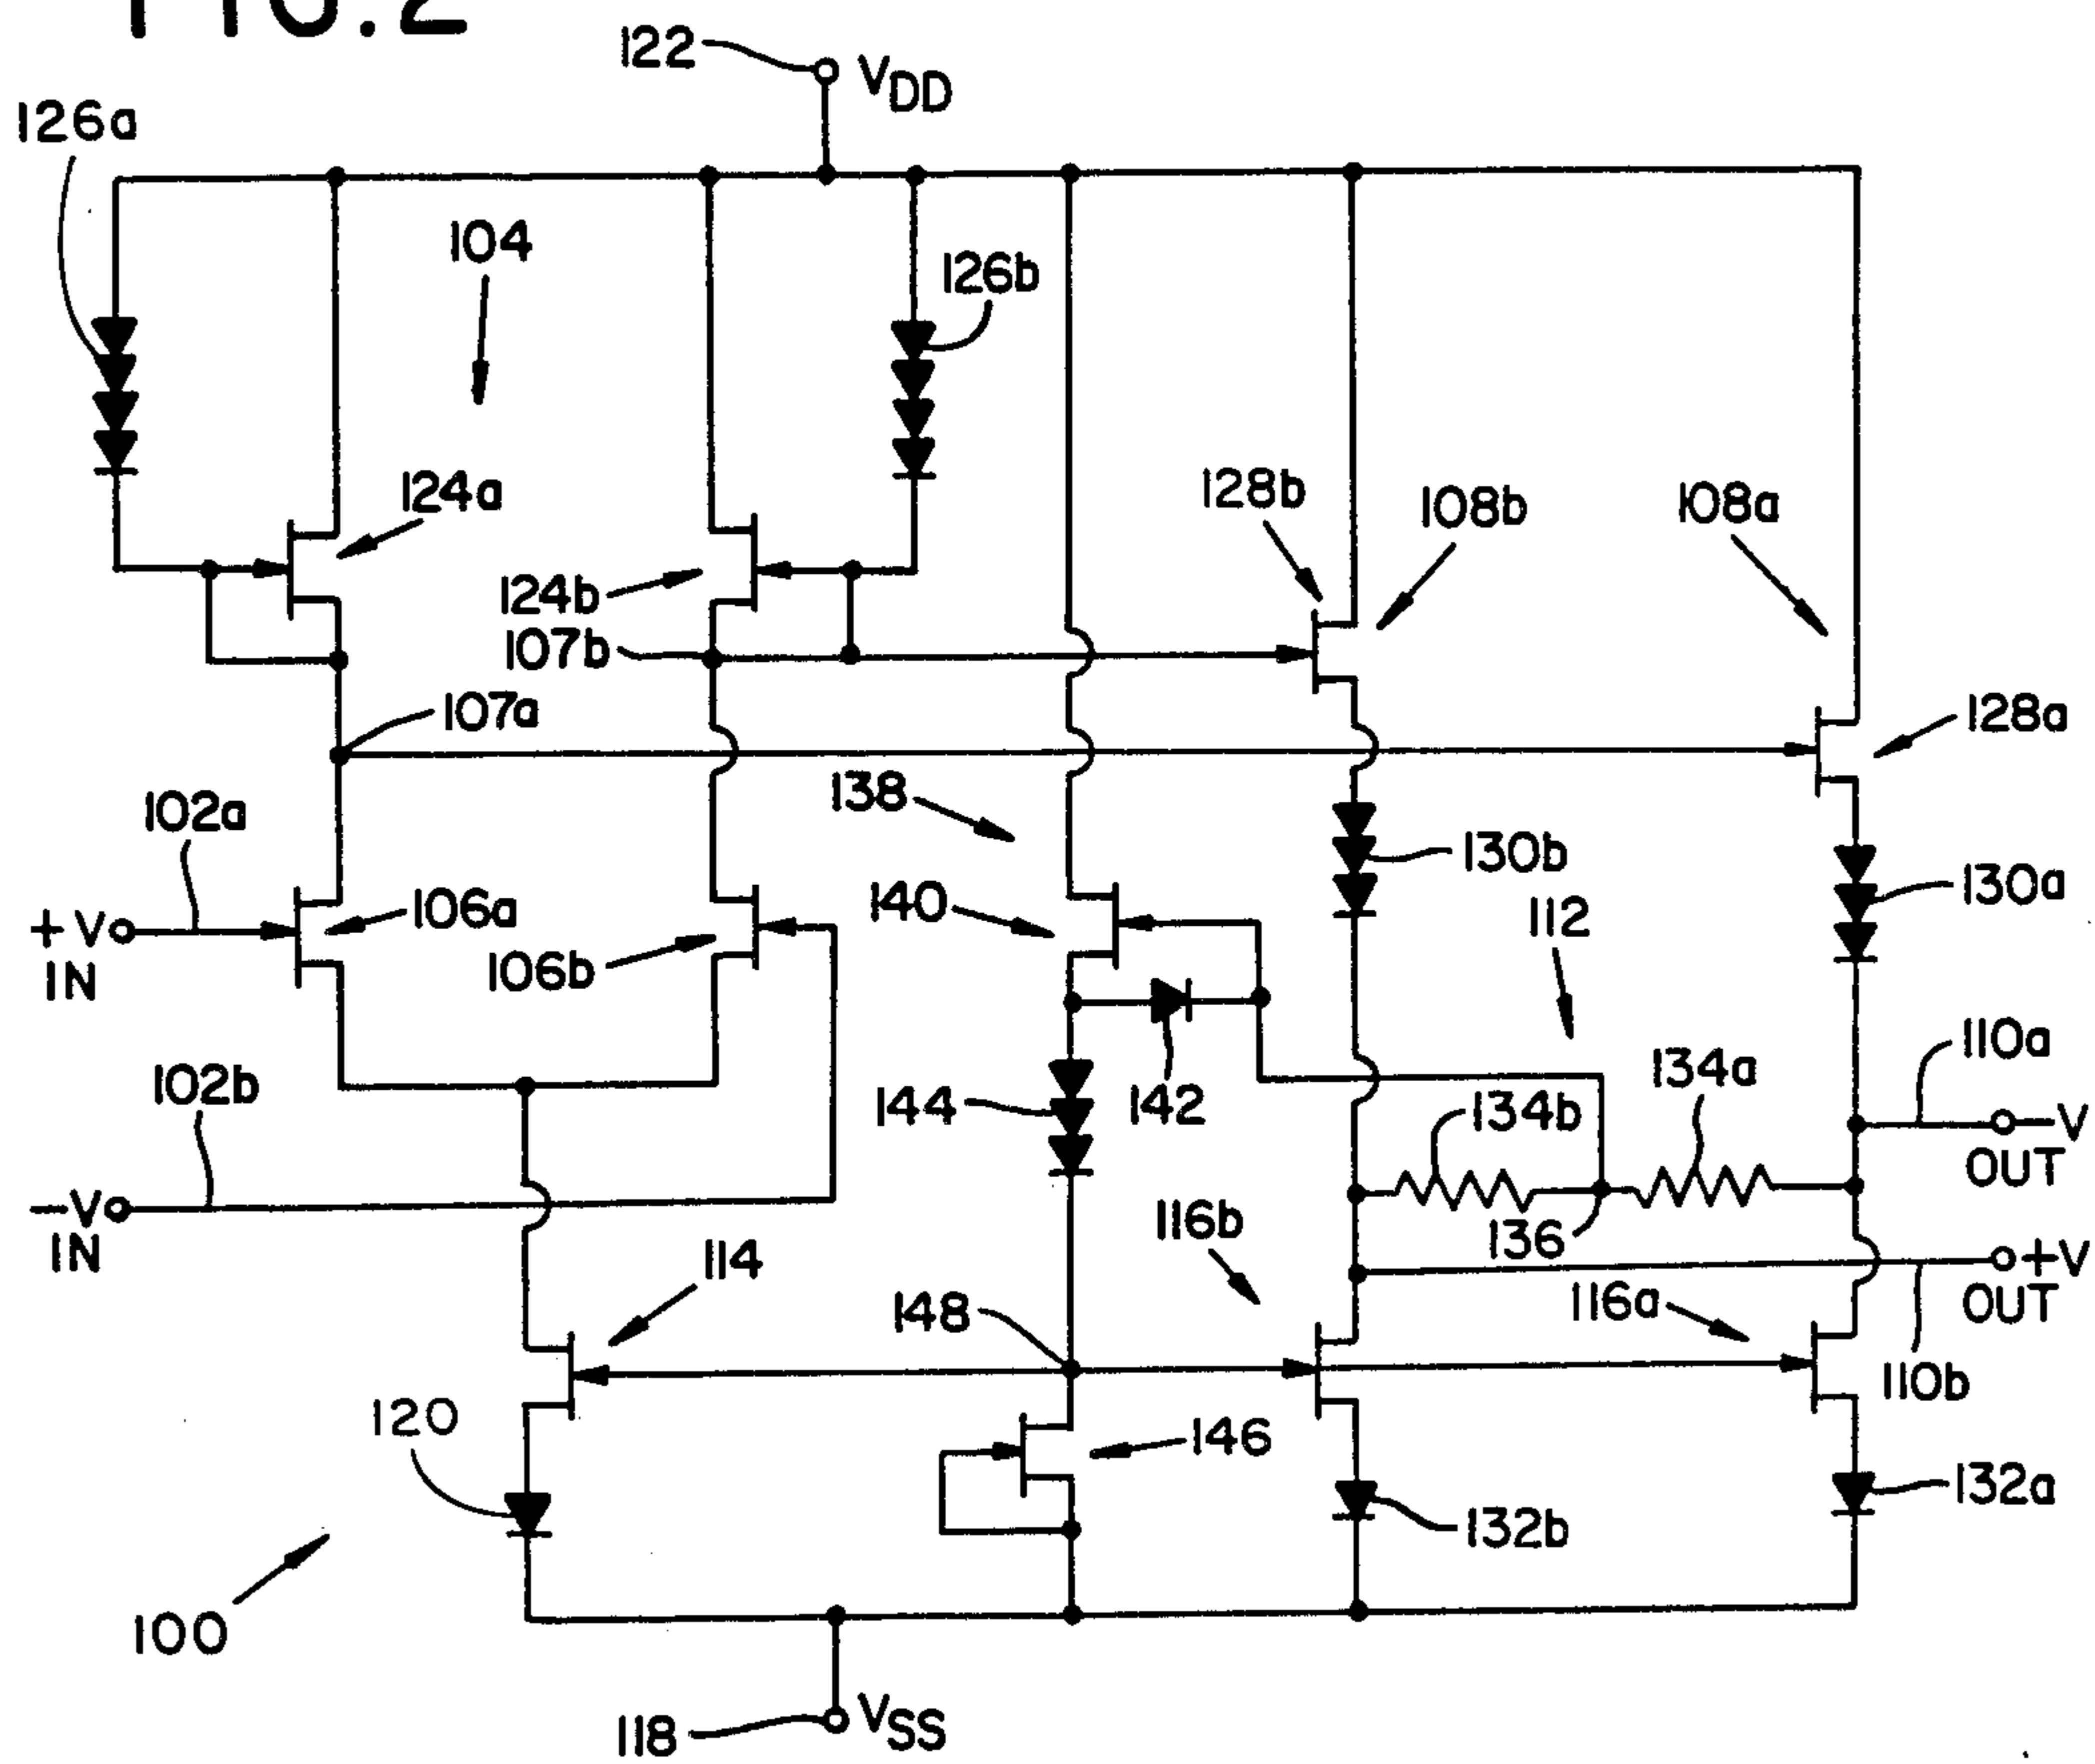 FIG.2
122
VDD
126a
104
126b
124a
128b
108b
108a
124b
107b
107a
128a
102a
138
130b
130a
+V
IN
106a
106b
140
112
102b
144
142
134b
134a
110a
-V
OUT
-V
IN
136
116b
+V
OUT
114
148
116a
110b
120
146
132b
132a
100
118
VSS